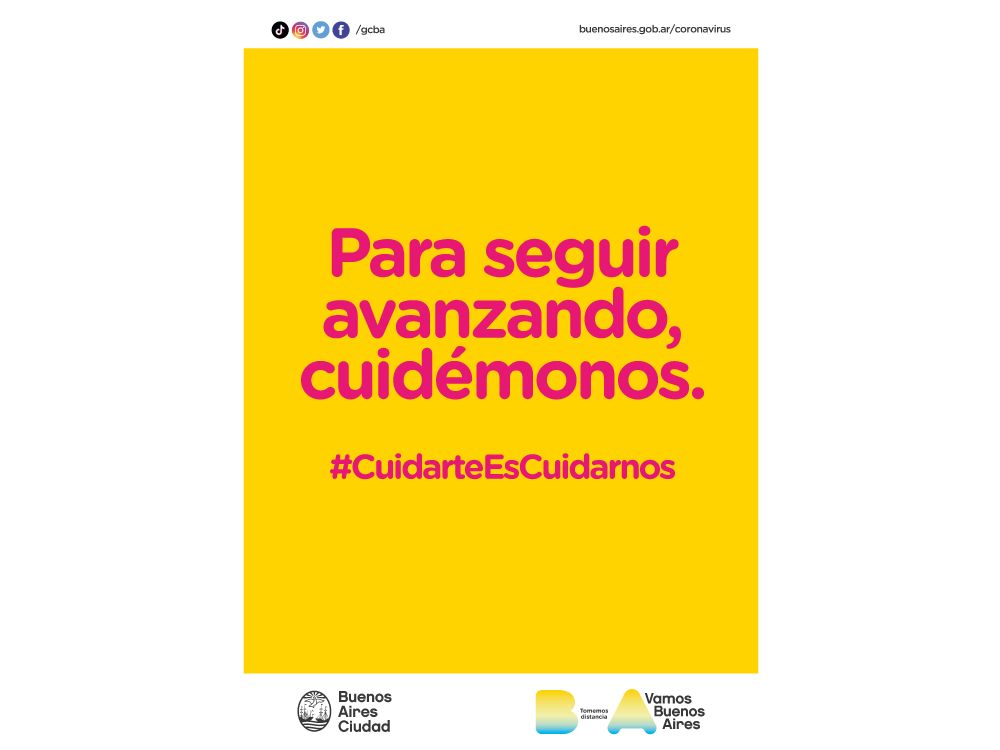 /gcba
buenosaires.gob.ar/coronavirus
Para seguir
avanzando,
cuidémonos.
#CuidarteEsCuidarnos
Buenos
Aires
Ciudad
B
Tomemos
distancia
A
Vamos
Buenos
Aires